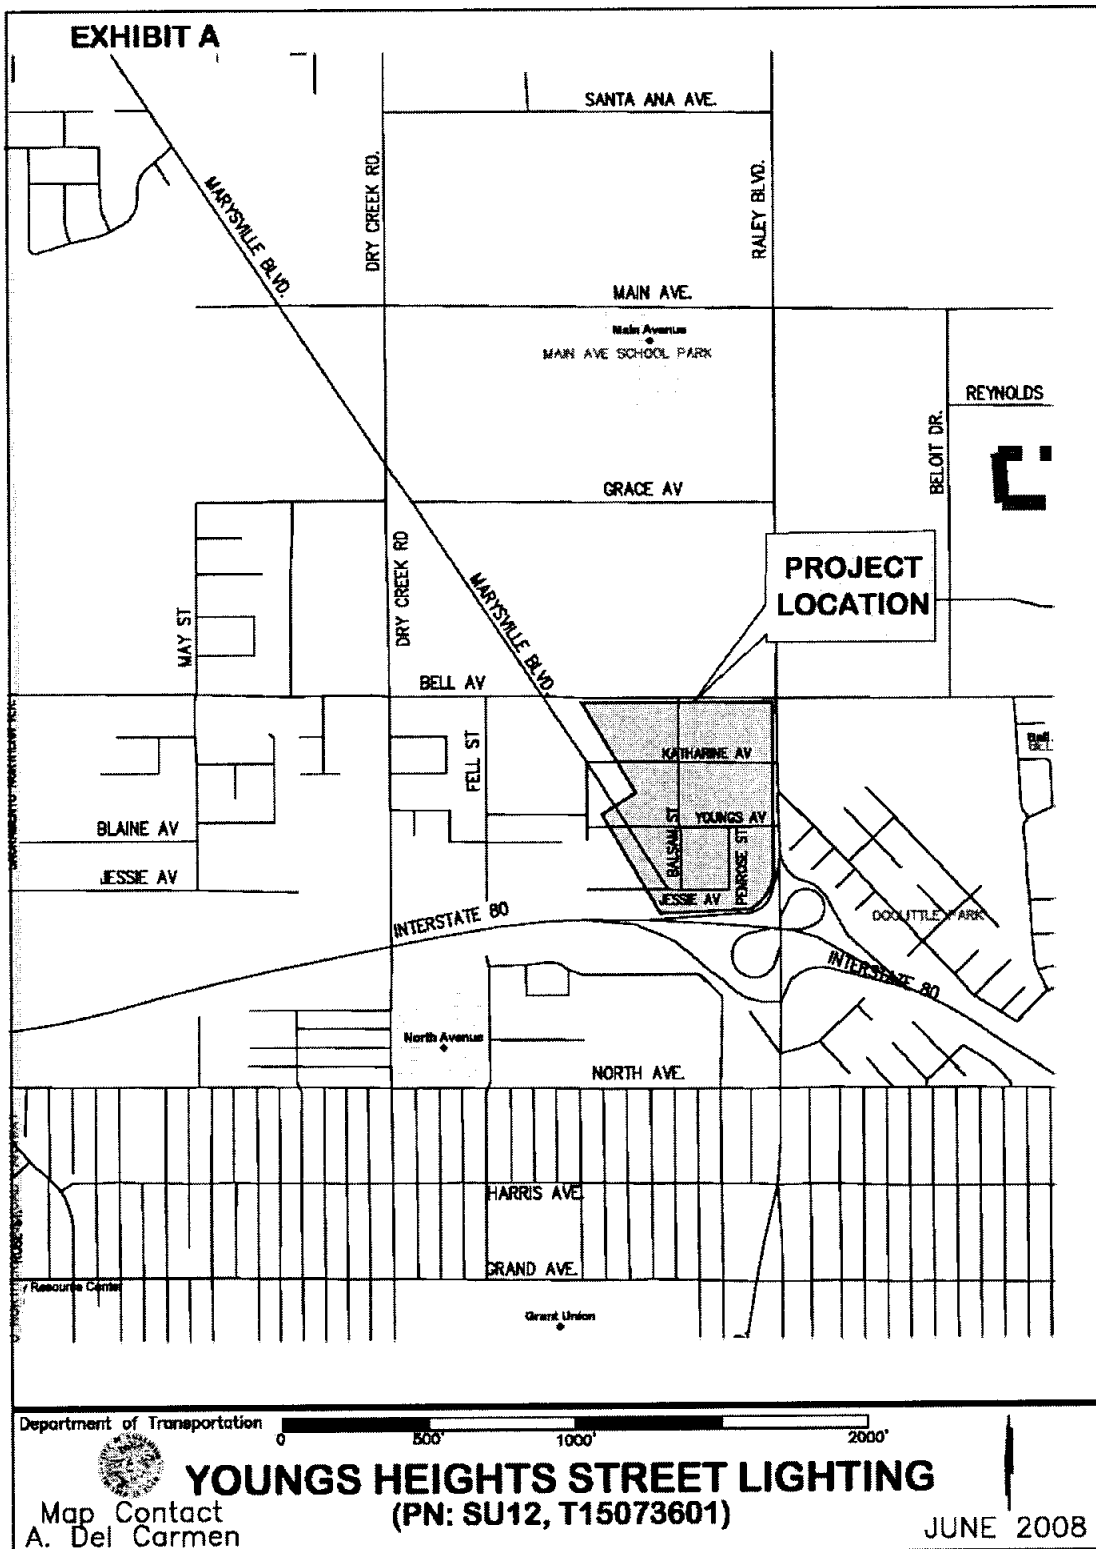 EXHIBIT A
SANTA ANA AVE.
MARYSVILLE BLVD.
DRY CREEK RD.
RALEY BLVD.
MAIN AVE.
Main Avenue
MAIN AVE SCHOOL PARK
REYNOLDS
BELOIT DR.
GRACE AV
DRY CREEK RD
PROJECT
LOCATION
MARYSVILLE BLVD.
MAY ST
BELL AV
FELL ST
KATHARINE AV
BLAINE AV
BALSAM ST
YOUNGS AV
PENROSE ST
JESSIE AV
JESSIE AV
INTERSTATE 80
DOOLITTLE PARK
INTERSTATE 80
North Avenue
NORTH AVE.
HARRIS AVE.
GRAND AVE.
Resource Center
Grant Union
Department of Transportation
0 500' 1000' 2000'
YOUNGS HEIGHTS STREET LIGHTING
(PN: SU12, T15073601)
Map Contact
A. Del Carmen
JUNE 2008